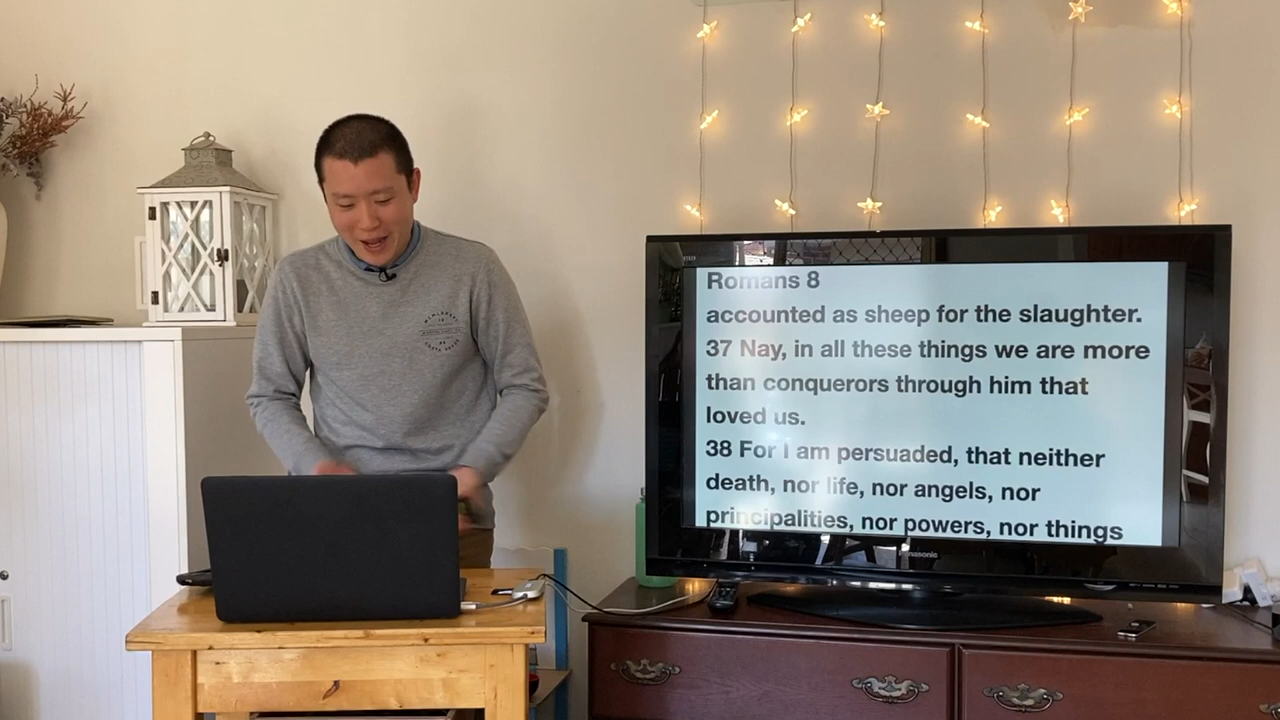 Romans 8
accounted as sheep for the slaughter.
37 Nay, in all these things we are more
than conquerors through him that
loved us.
38 For I am persuaded, that neither
death, nor life, nor angels, nor
principalities, nor powers, nor things
Panasonic